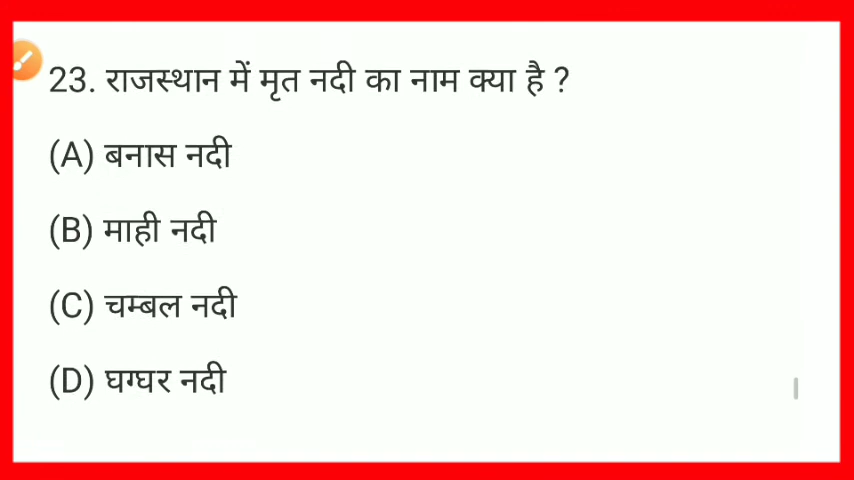 23. राजस्थान में मृत नदी का नाम क्या है ?
(A) बनास नदी
(B) माही नदी
(C) चम्बल नदी
(D) घग्घर नदी